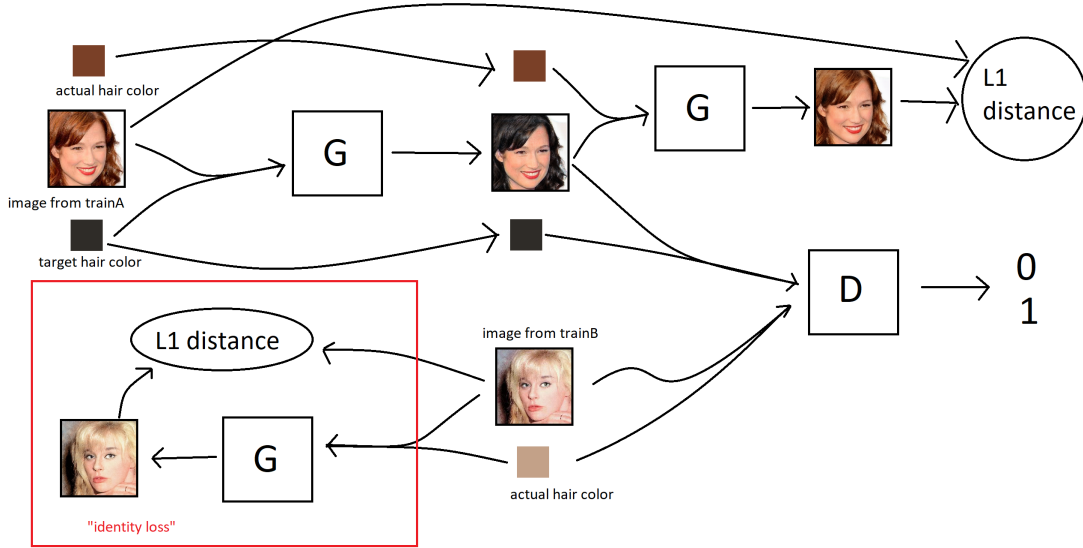 actual hair color
image from trainA
target hair color
G
G
L1
distance
D
0
1
L1 distance
image from trainB
G
actual hair color
"identity loss"